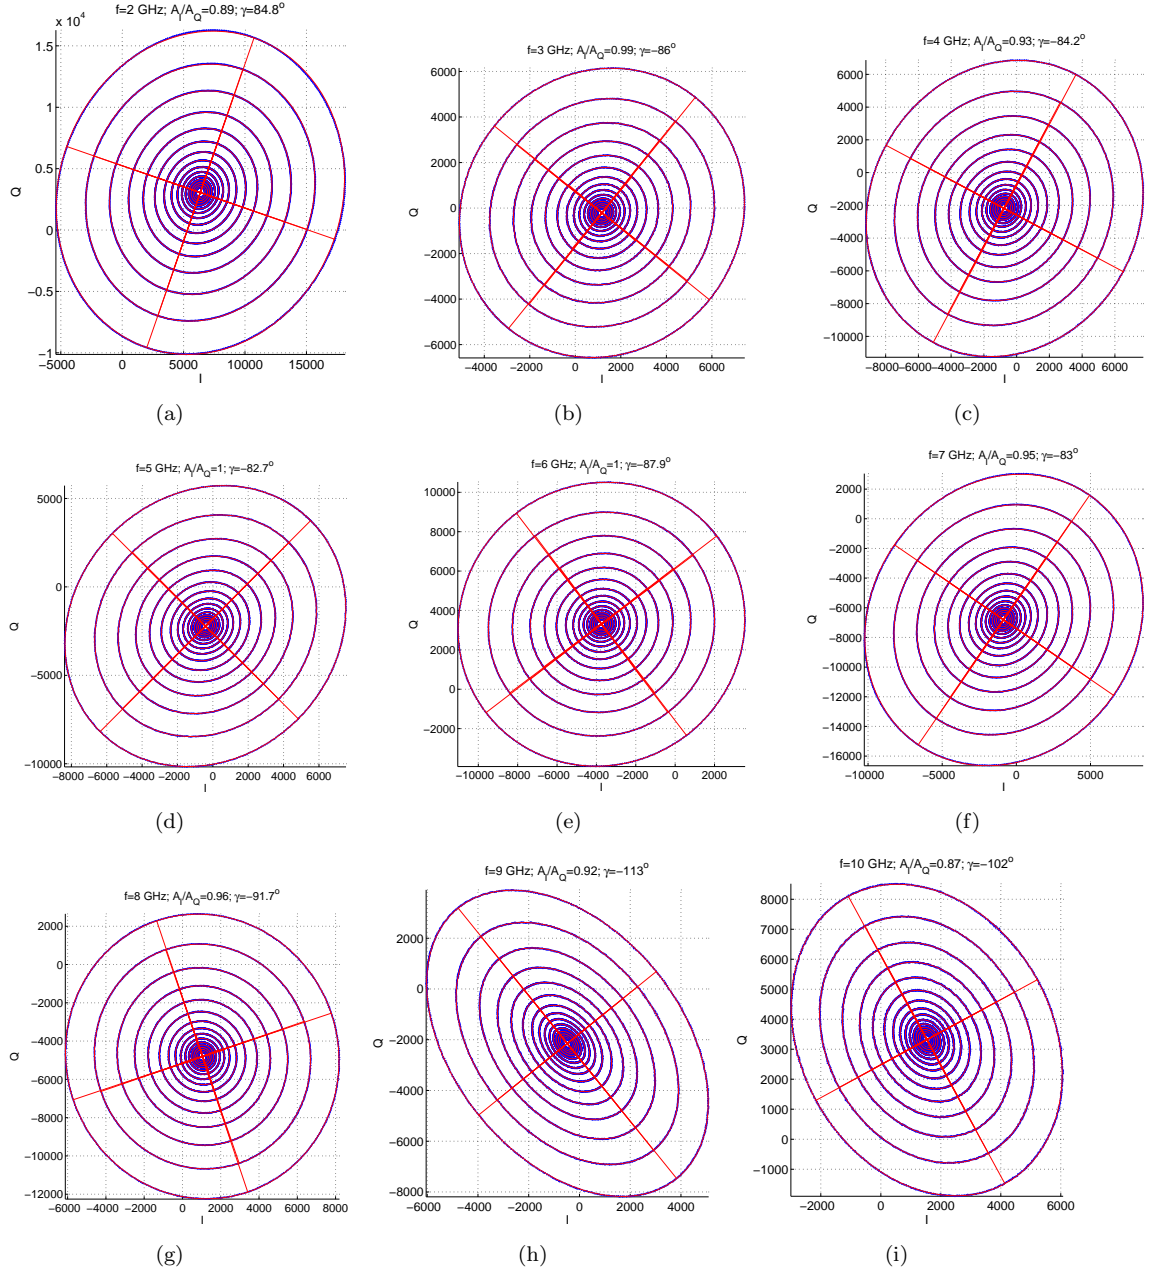 f=2 GHz; A_I/A_Q=0.89; γ=84.8°
x 10⁴
1.5
1
0.5
0
−0.5
−1
Q
−5000 0 5000 10000 15000
I
(a)
f=3 GHz; A_I/A_Q=0.99; γ=−86°
6000
4000
2000
0
−2000
−4000
−6000
Q
−4000 −2000 0 2000 4000 6000
I
(b)
f=4 GHz; A_I/A_Q=0.93; γ=−84.2°
6000
4000
2000
0
−2000
−4000
−6000
−8000
−10000
Q
−8000 −6000 −4000 −2000 0 2000 4000 6000
I
(c)
f=5 GHz; A_I/A_Q=1; γ=−82.7°
5000
0
−5000
−10000
Q
−8000 −6000 −4000 −2000 0 2000 4000 6000
I
(d)
f=6 GHz; A_I/A_Q=1; γ=−87.9°
10000
8000
6000
4000
2000
0
−2000
Q
−10000 −8000 −6000 −4000 −2000 0 2000
I
(e)
f=7 GHz; A_I/A_Q=0.95; γ=−83°
2000
0
−2000
−4000
−6000
−8000
−10000
−12000
−14000
−16000
Q
−10000 −5000 0 5000
I
(f)
f=8 GHz; A_I/A_Q=0.96; γ=−91.7°
2000
0
−2000
−4000
−6000
−8000
−10000
−12000
Q
−6000 −4000 −2000 0 2000 4000 6000 8000
I
(g)
f=9 GHz; A_I/A_Q=0.92; γ=−113°
2000
0
−2000
−4000
−6000
−8000
Q
−6000 −4000 −2000 0 2000 4000
I
(h)
f=10 GHz; A_I/A_Q=0.87; γ=−102°
8000
7000
6000
5000
4000
3000
2000
1000
0
−1000
Q
−2000 0 2000 4000 6000
I
(i)